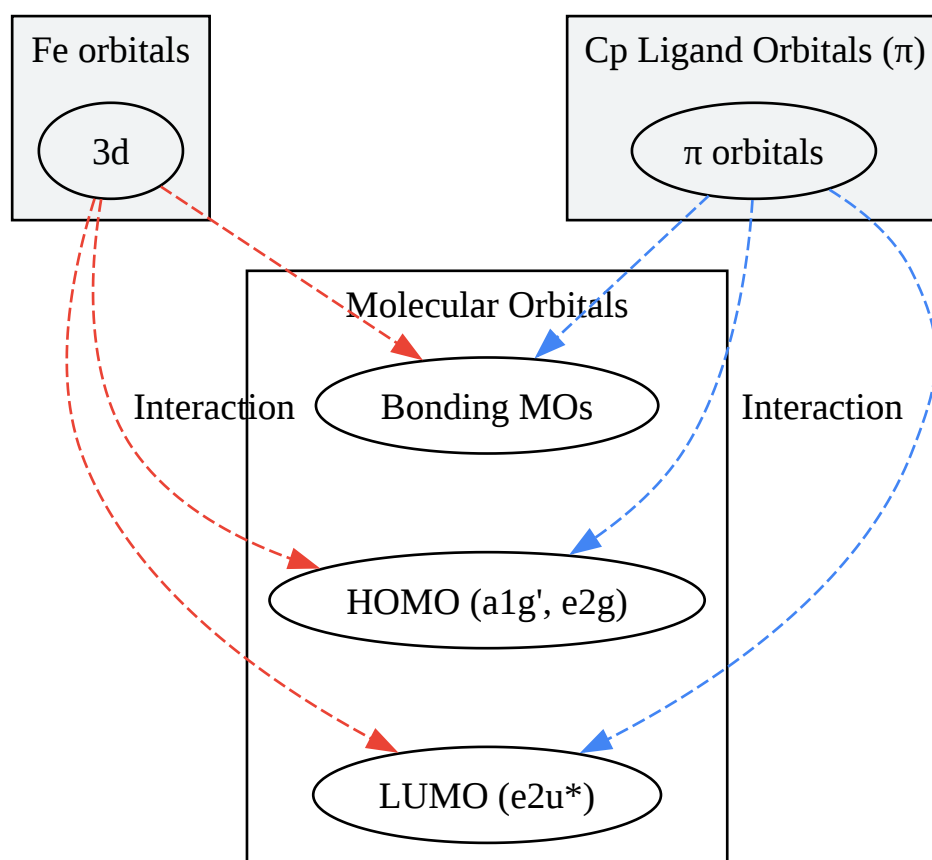 Fe orbitals
Cp Ligand Orbitals (π)
3d
π orbitals
Molecular Orbitals
Interaction
Bonding MOs
Interaction
HOMO (a1g', e2g)
LUMO (e2u*)